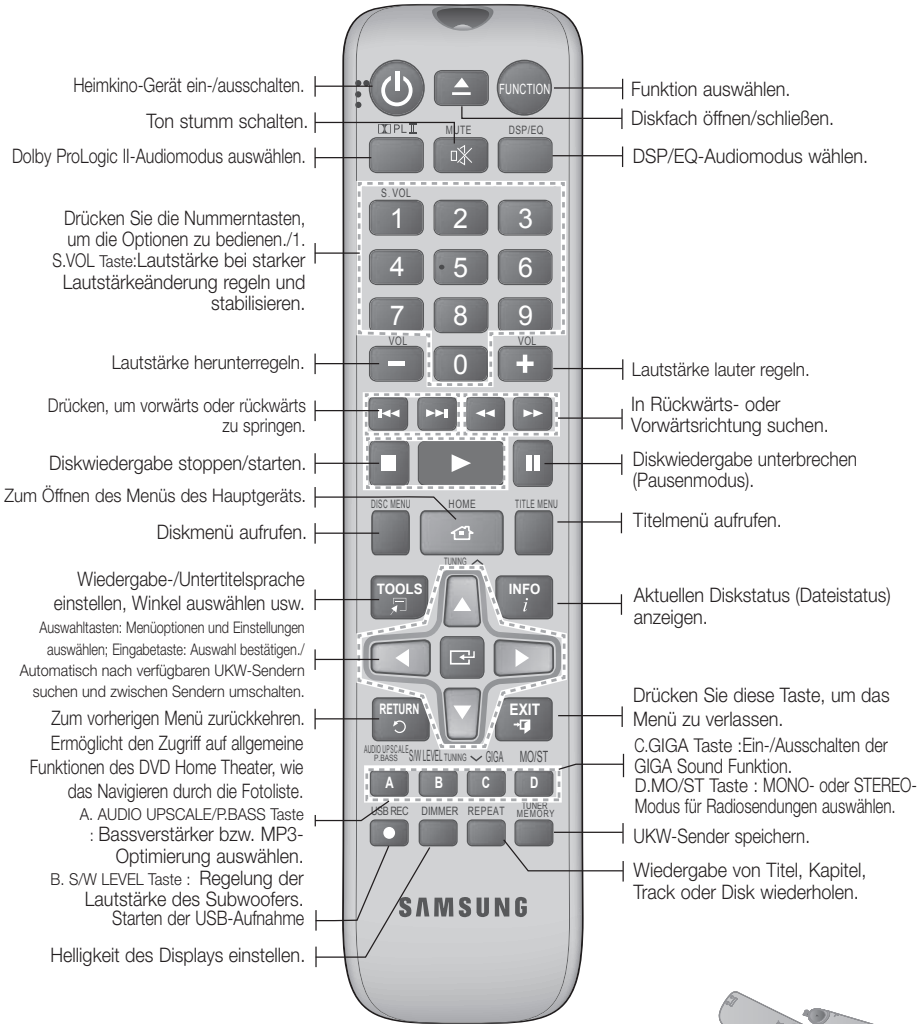 Heimkino-Gerät ein-/ausschalten.
Ton stumm schalten.
Dolby ProLogic II-Audiomodus auswählen.
Drücken Sie die Nummerntasten,
um die Optionen zu bedienen./1.
S.VOL Taste:Lautstärke bei starker
Lautstärkeänderung regeln und
stabilisieren.
Lautstärke herunterregeln.
Drücken, um vorwärts oder rückwärts
zu springen.
Diskwiedergabe stoppen/starten.
Zum Öffnen des Menüs des Hauptgeräts.
Diskmenü aufrufen.
Wiedergabe-/Untertitelsprache
einstellen, Winkel auswählen usw.
Auswahltasten: Menüoptionen und Einstellungen
auswählen; Eingabetaste: Auswahl bestätigen./
Automatisch nach verfügbaren UKW-Sendern
suchen und zwischen Sendern umschalten.
Zum vorherigen Menü zurückkehren.
Ermöglicht den Zugriff auf allgemeine
Funktionen des DVD Home Theater, wie
das Navigieren durch die Fotoliste.
A. AUDIO UPSCALE/P.BASS Taste
: Bassverstärker bzw. MP3-
Optimierung auswählen.
B. S/W LEVEL Taste : Regelung der
Lautstärke des Subwoofers.
Starten der USB-Aufnahme
Helligkeit des Displays einstellen.
FUNCTION
PL II MUTE DSP/EQ
S. VOL
1 2 3
4 5 6
7 8 9
VOL 0 VOL
DISC MENU HOME TITLE MENU
TUNING
TOOLS INFO
i
RETURN EXIT
AUDIO UPSCALE
P.BASS S/W LEVEL TUNING GIGA MO/ST
A B C D
USB REC DIMMER REPEAT TUNER
MEMORY
SAMSUNG
Funktion auswählen.
Diskfach öffnen/schließen.
DSP/EQ-Audiomodus wählen.
Lautstärke lauter regeln.
In Rückwärts- oder
Vorwärtsrichtung suchen.
Diskwiedergabe unterbrechen
(Pausenmodus).
Titelmenü aufrufen.
Aktuellen Diskstatus (Dateistatus)
anzeigen.
Drücken Sie diese Taste, um das
Menü zu verlassen.
C.GIGA Taste :Ein-/Ausschalten der
GIGA Sound Funktion.
D.MO/ST Taste : MONO- oder STEREO-
Modus für Radiosendungen auswählen.
UKW-Sender speichern.
Wiedergabe von Titel, Kapitel,
Track oder Disk wiederholen.